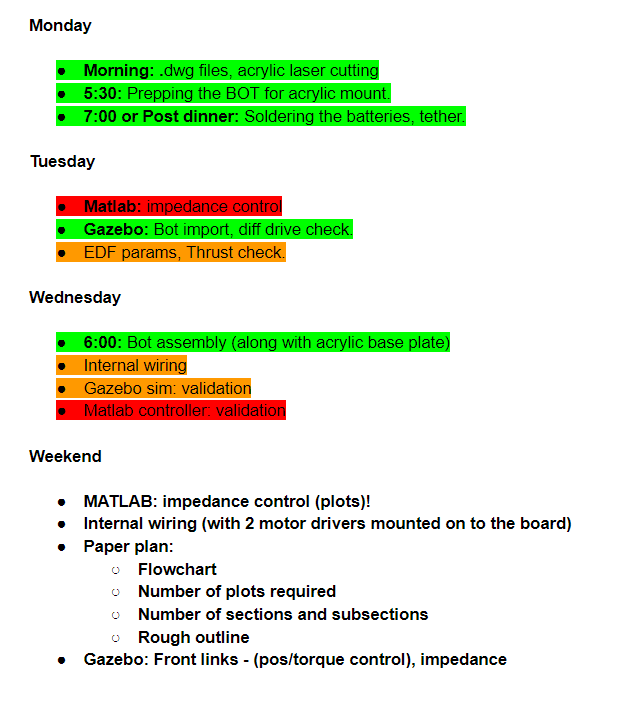 Monday
● Morning: .dwg files, acrylic laser cutting
● 5:30: Prepping the BOT for acrylic mount.
● 7:00 or Post dinner: Soldering the batteries, tether.
Tuesday
● Matlab: impedance control
● Gazebo: Bot import, diff drive check.
● EDF params, Thrust check.
Wednesday
● 6:00: Bot assembly (along with acrylic base plate)
● Internal wiring
● Gazebo sim: validation
● Matlab controller: validation
Weekend
● MATLAB: impedance control (plots)!
● Internal wiring (with 2 motor drivers mounted on to the board)
● Paper plan:
○ Flowchart
○ Number of plots required
○ Number of sections and subsections
○ Rough outline
● Gazebo: Front links - (pos/torque control), impedance